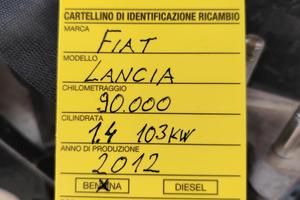 CARTELLINO DI IDENTIFICAZIONE RICAMBIO
MARCA
FIAT
MODELLO
LANCIA
CHILOMETRAGGIO
90.000
CILINDRATA
1.4 103KW
ANNO DI PRODUZIONE
2012
BENZINA DIESEL